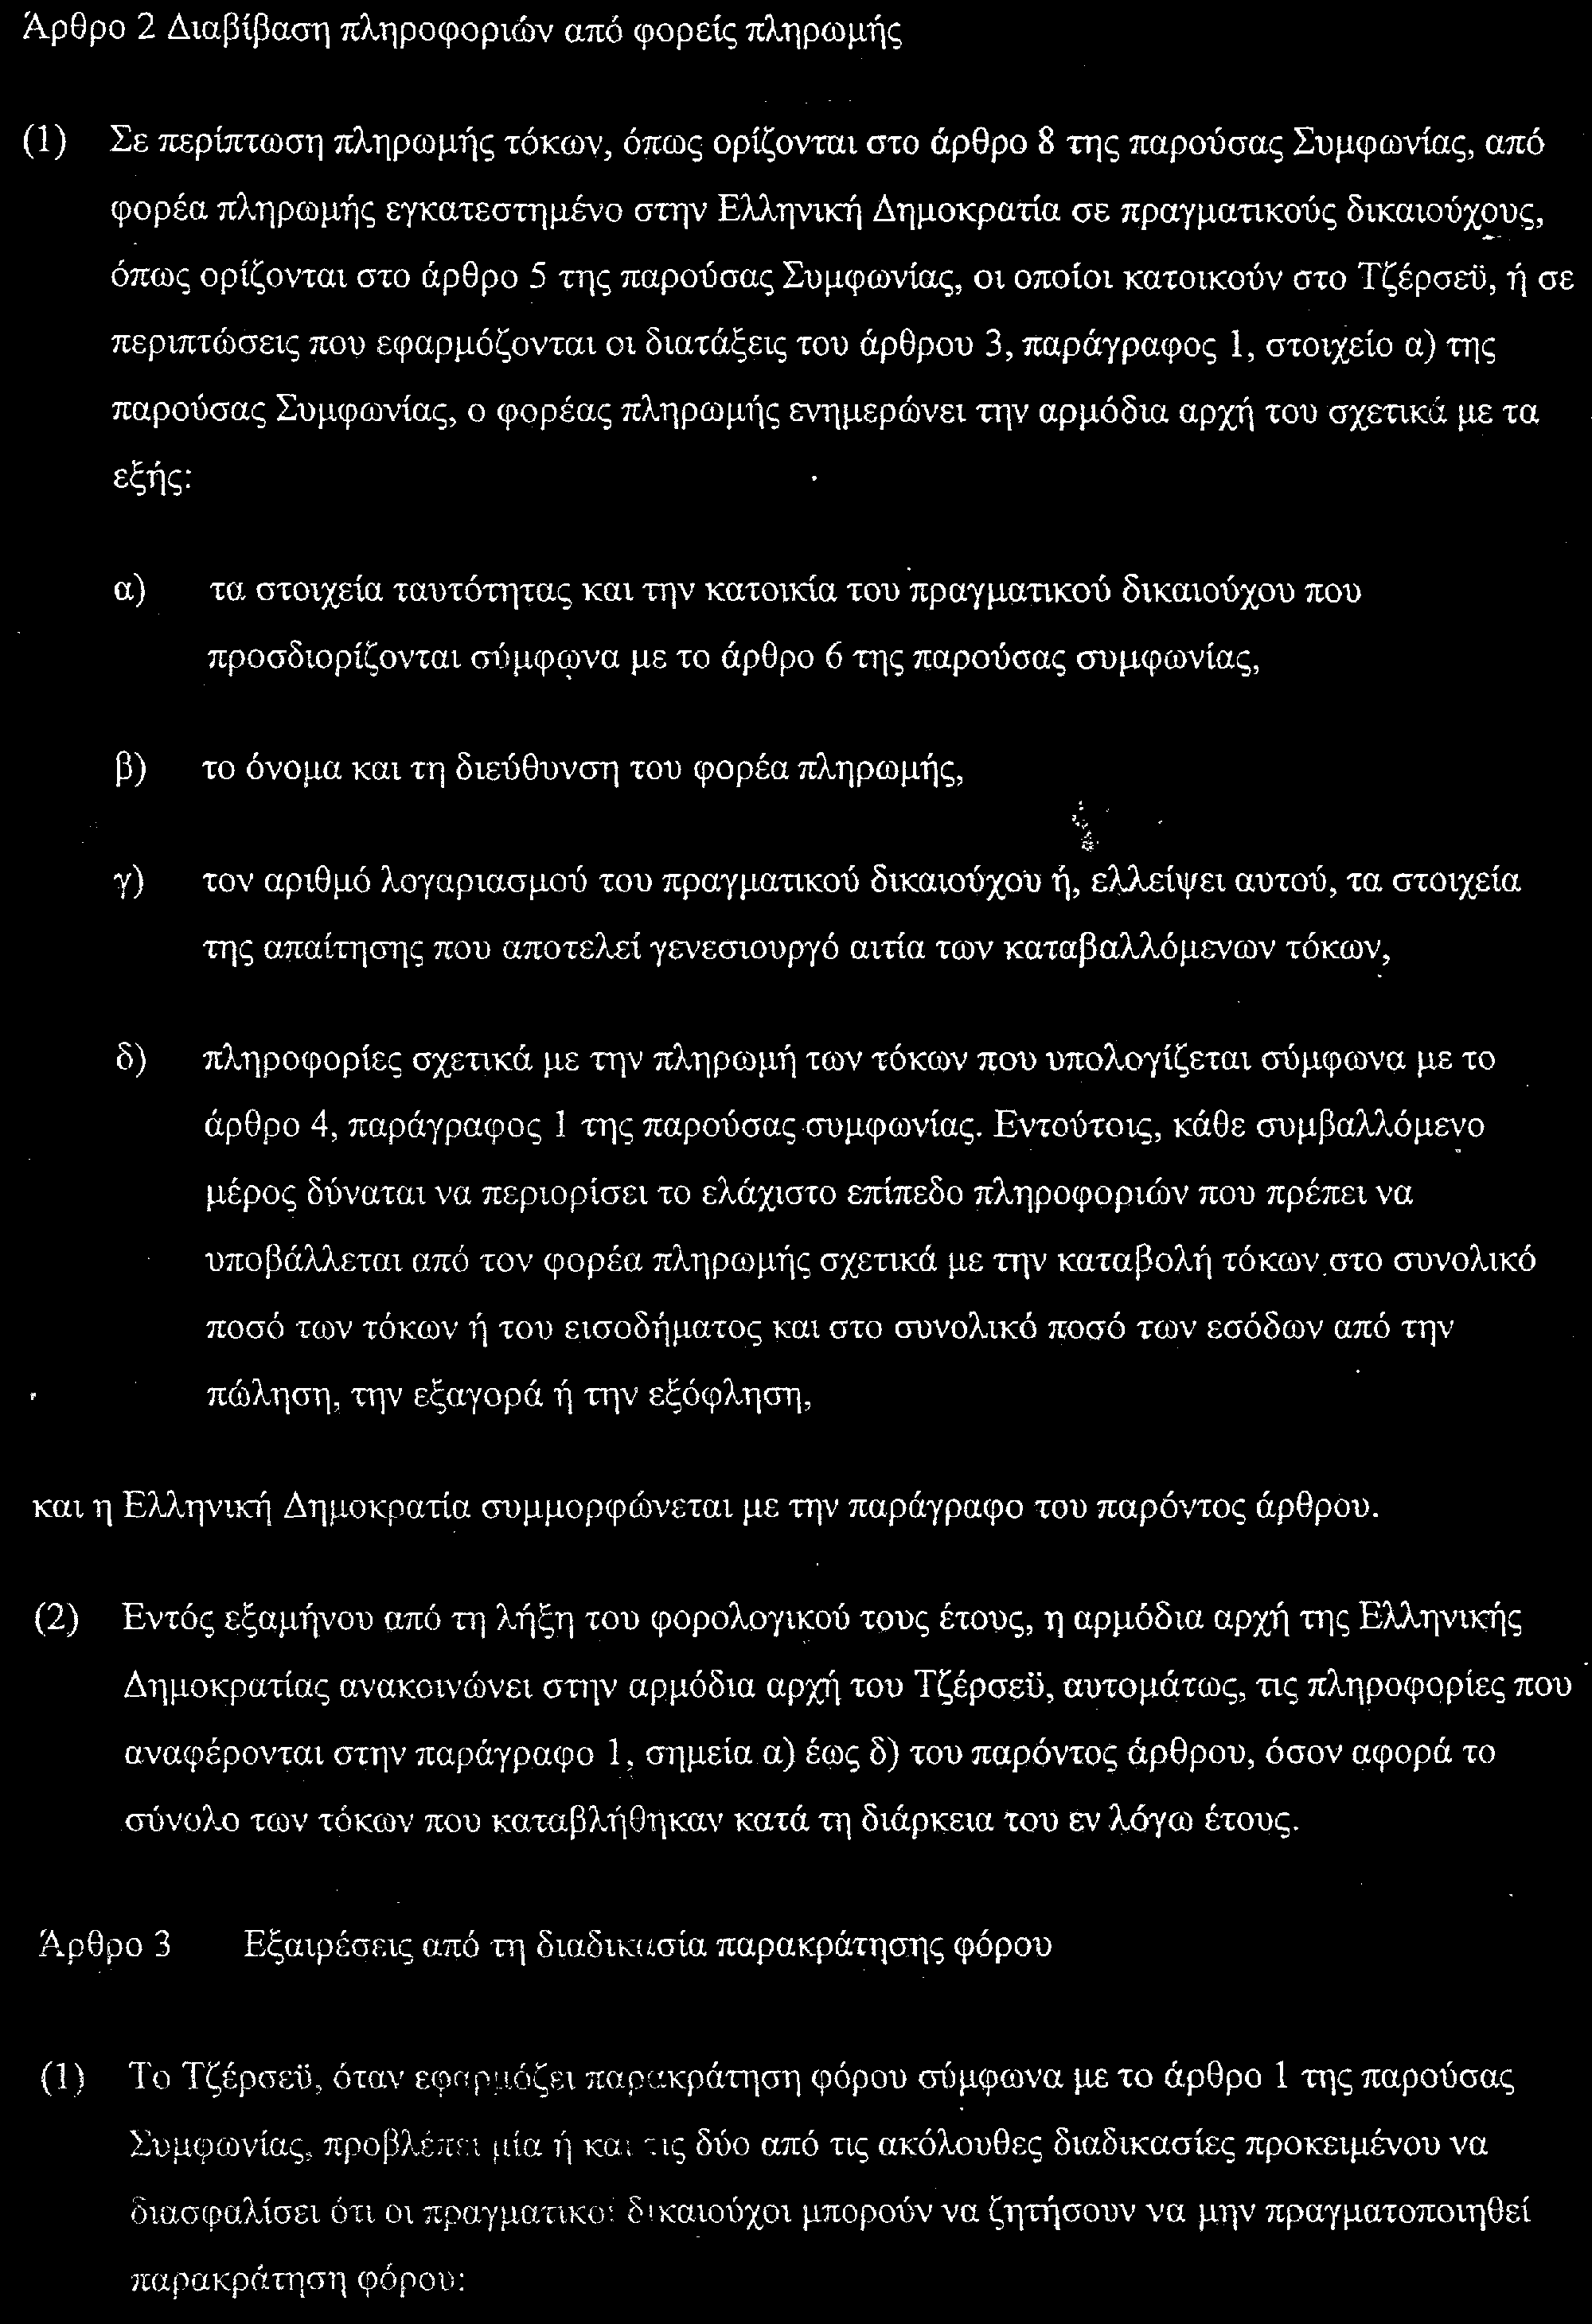 Άρθρο 2 Διαβίβαση πληροφοριών από φορείς πληρωμής
(1) Σε περίπτωση πληρωμής τόκων, όπως ορίζονται στο άρθρο 8 της παρούσας Συμφωνίας, από
φορέα πληρωμής εγκατεστημένο στην Ελληνική Δημοκρατία σε πραγματικούς δικαιούχους,
όπως ορίζονται στο άρθρο 5 της παρούσας Συμφωνίας, οι οποίοι κατοικούν στο Τζέρσεϋ, ή σε
περιπτώσεις που εφαρμόζονται οι διατάξεις του άρθρου 3, παράγραφος 1, στοιχείο α) της
παρούσας Συμφωνίας, ο φορέας πληρωμής ενημερώνει την αρμόδια αρχή του σχετικά με τα
εξής:
α) τα στοιχεία ταυτότητας και την κατοικία του πραγματικού δικαιούχου που
προσδιορίζονται σύμφωνα με το άρθρο 6 της παρούσας συμφωνίας,
β) το όνομα και τη διεύθυνση του φορέα πληρωμής,
γ) τον αριθμό λογαριασμού του πραγματικού δικαιούχου ή, ελλείψει αυτού, τα στοιχεία
της απαίτησης που αποτελεί γενεσιουργό αιτία των καταβαλλόμενων τόκων,
δ) πληροφορίες σχετικά με την πληρωμή των τόκων που υπολογίζεται σύμφωνα με το
άρθρο 4, παράγραφος 1 της παρούσας συμφωνίας. Εντούτοις, κάθε συμβαλλόμενο
μέρος δύναται να περιορίσει το ελάχιστο επίπεδο πληροφοριών που πρέπει να
υποβάλλεται από τον φορέα πληρωμής σχετικά με την καταβολή τόκων στο συνολικό
ποσό των τόκων ή του εισοδήματος και στο συνολικό ποσό των εσόδων από την
πώληση, την εξαγορά ή την εξόφληση,
και η Ελληνική Δημοκρατία συμμορφώνεται με την παράγραφο του παρόντος άρθρου.
(2) Εντός εξαμήνου από τη λήξη του φορολογικού τους έτους, η αρμόδια αρχή της Ελληνικής
Δημοκρατίας ανακοινώνει στην αρμόδια αρχή του Τζέρσεϋ, αυτομάτως, τις πληροφορίες που
αναφέρονται στην παράγραφο 1, σημεία α) έως δ) του παρόντος άρθρου, όσον αφορά το
σύνολο των τόκων που καταβλήθηκαν κατά τη διάρκεια του εν λόγω έτους.
Άρθρο 3 Εξαιρέσεις από τη διαδικασία παρακράτησης φόρου
(1) Το Τζέρσεϋ, όταν εφαρμόζει παρακράτηση φόρου σύμφωνα με το άρθρο 1 της παρούσας
Συμφωνίας, προβλέπει μία ή και τις δύο από τις ακόλουθες διαδικασίες προκειμένου να
διασφαλίσει ότι οι πραγματικοί δικαιούχοι μπορούν να ζητήσουν να μην πραγματοποιηθεί
παρακράτηση φόρου: